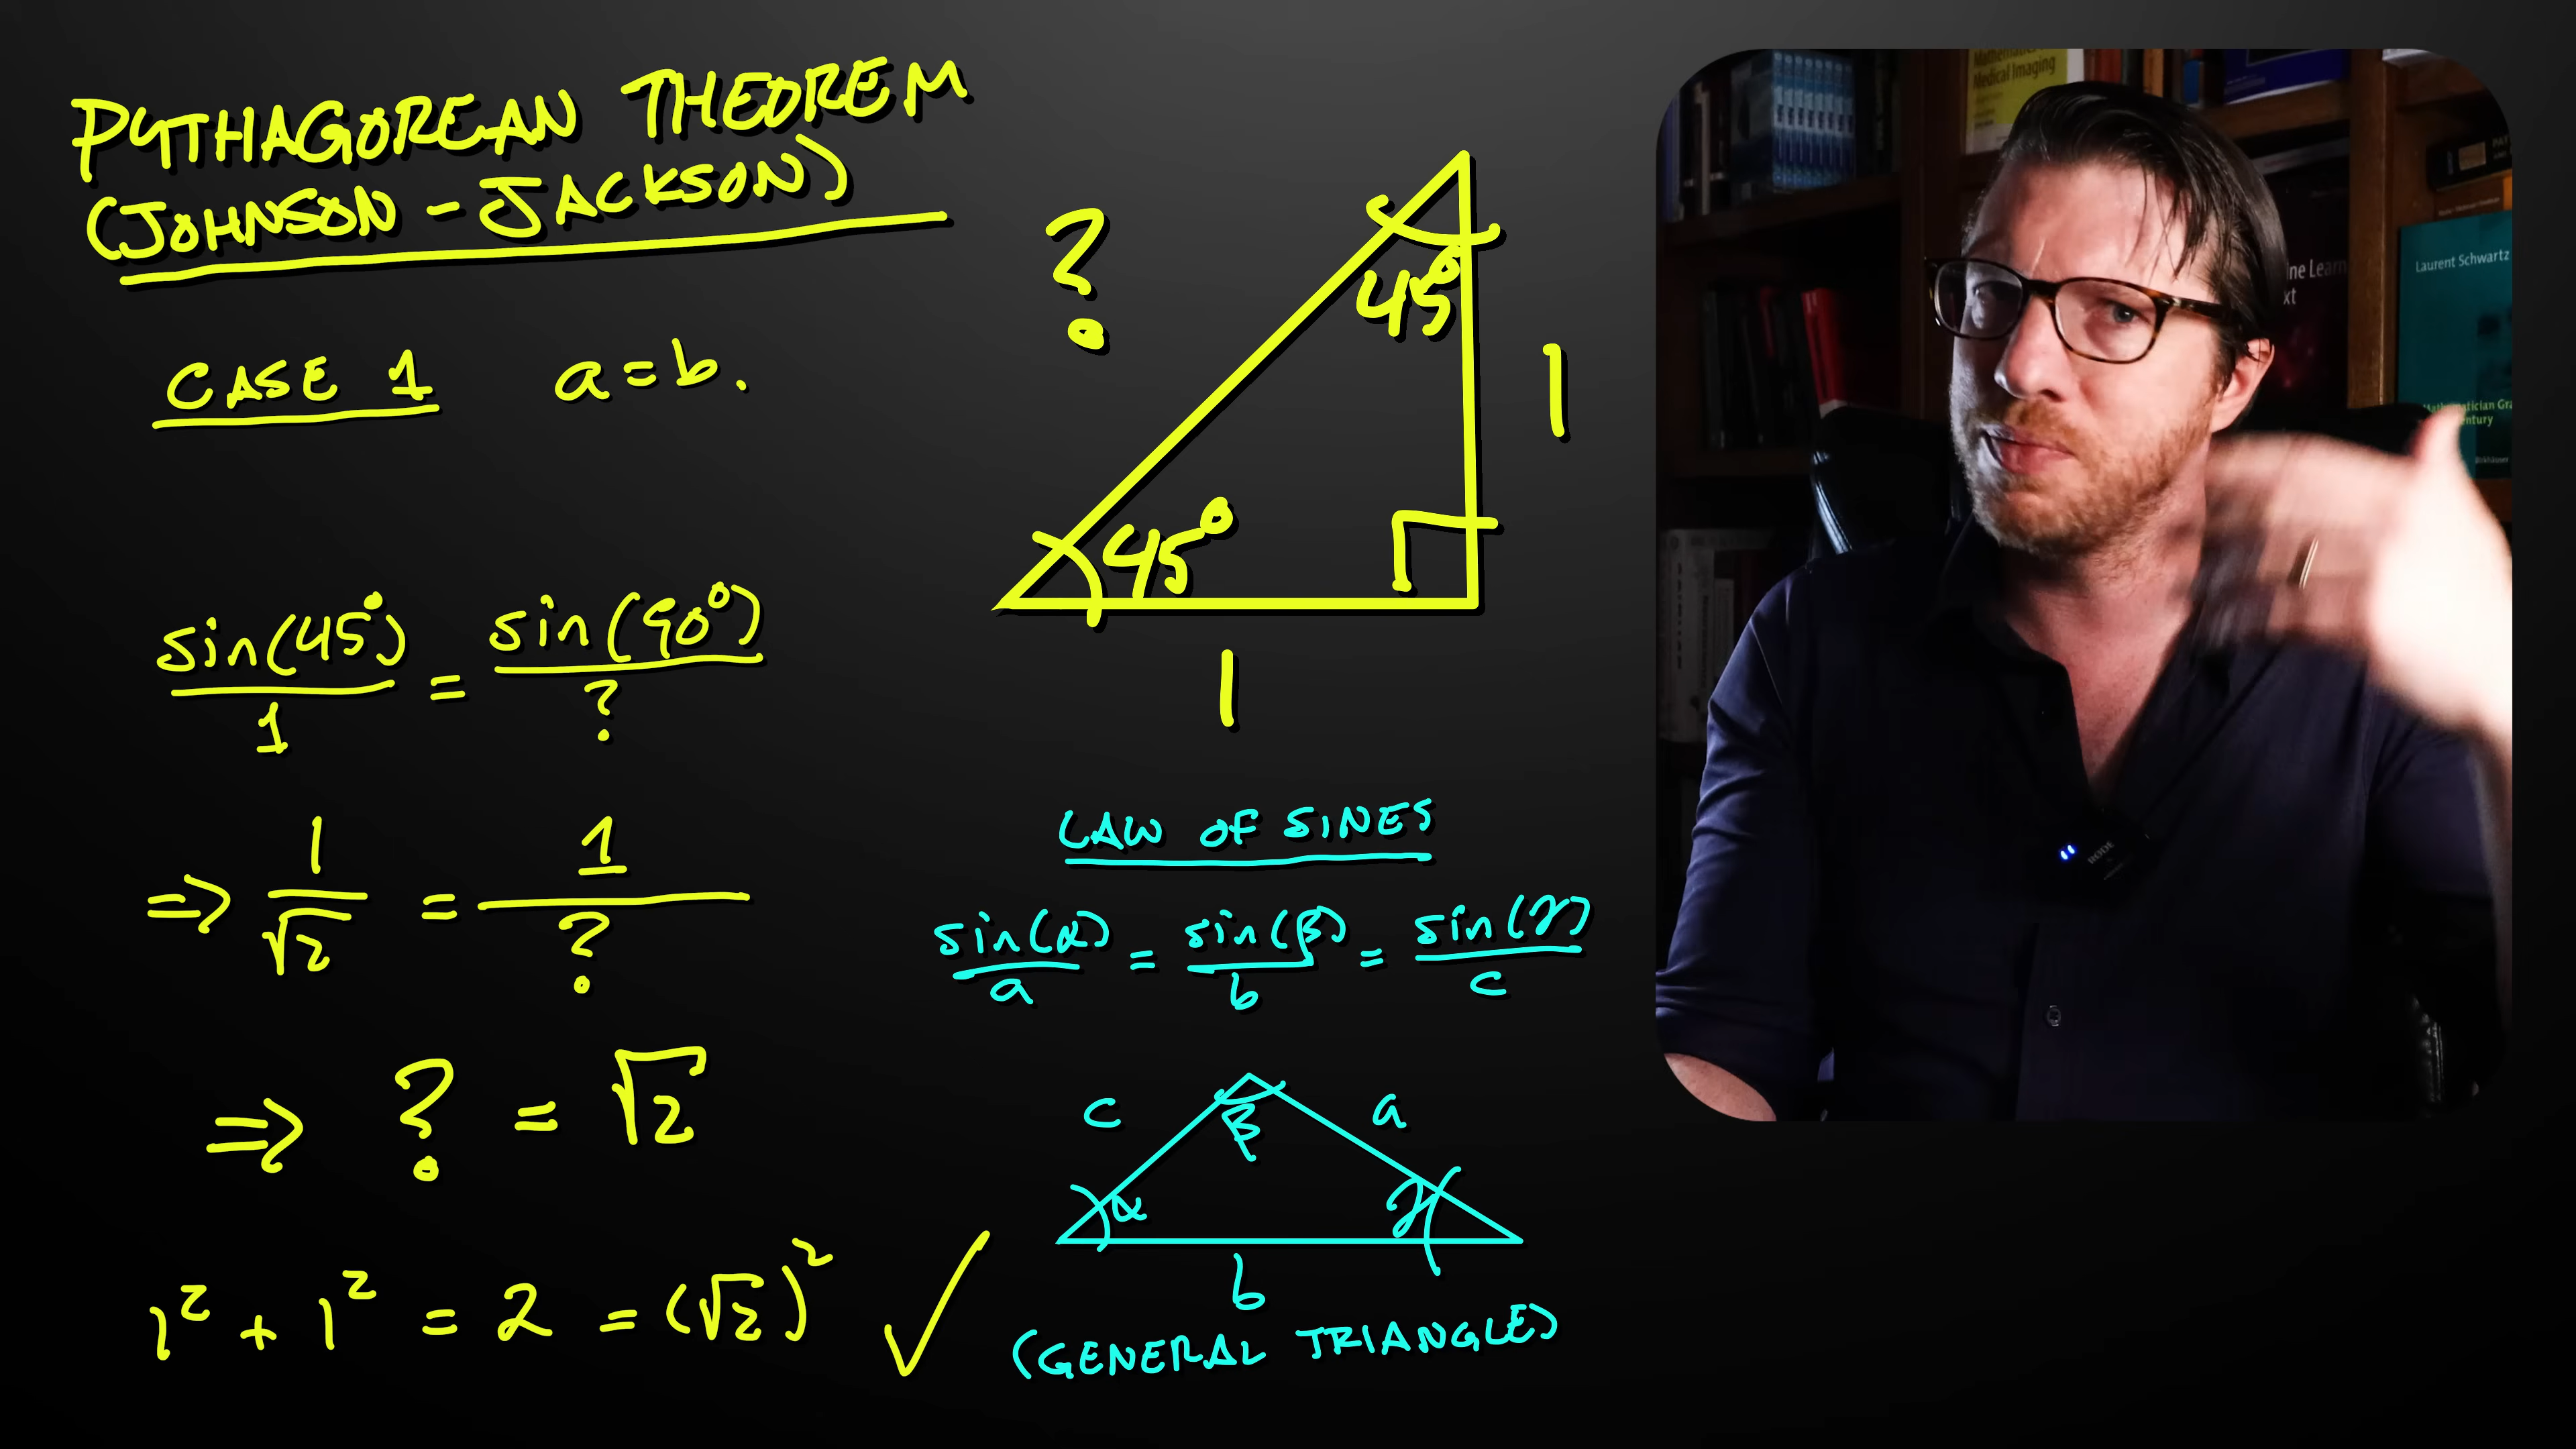 PYTHAGOREAN THEOREM
(JOHNSON-JACKSON)
CASE 1 a=b.
?
45°
1
45°
1
sin(45°)/1 = sin(90°)/?
⇒ 1/√2 = 1/?
⇒ ? = √2
1² + 1² = 2 = (√2)² ✓
LAW OF SINES
sin(α)/a = sin(β)/b = sin(γ)/c
c
β
a
α
γ
b
(GENERAL TRIANGLE)
Medical Imaging
Laurent Schwartz
RODE